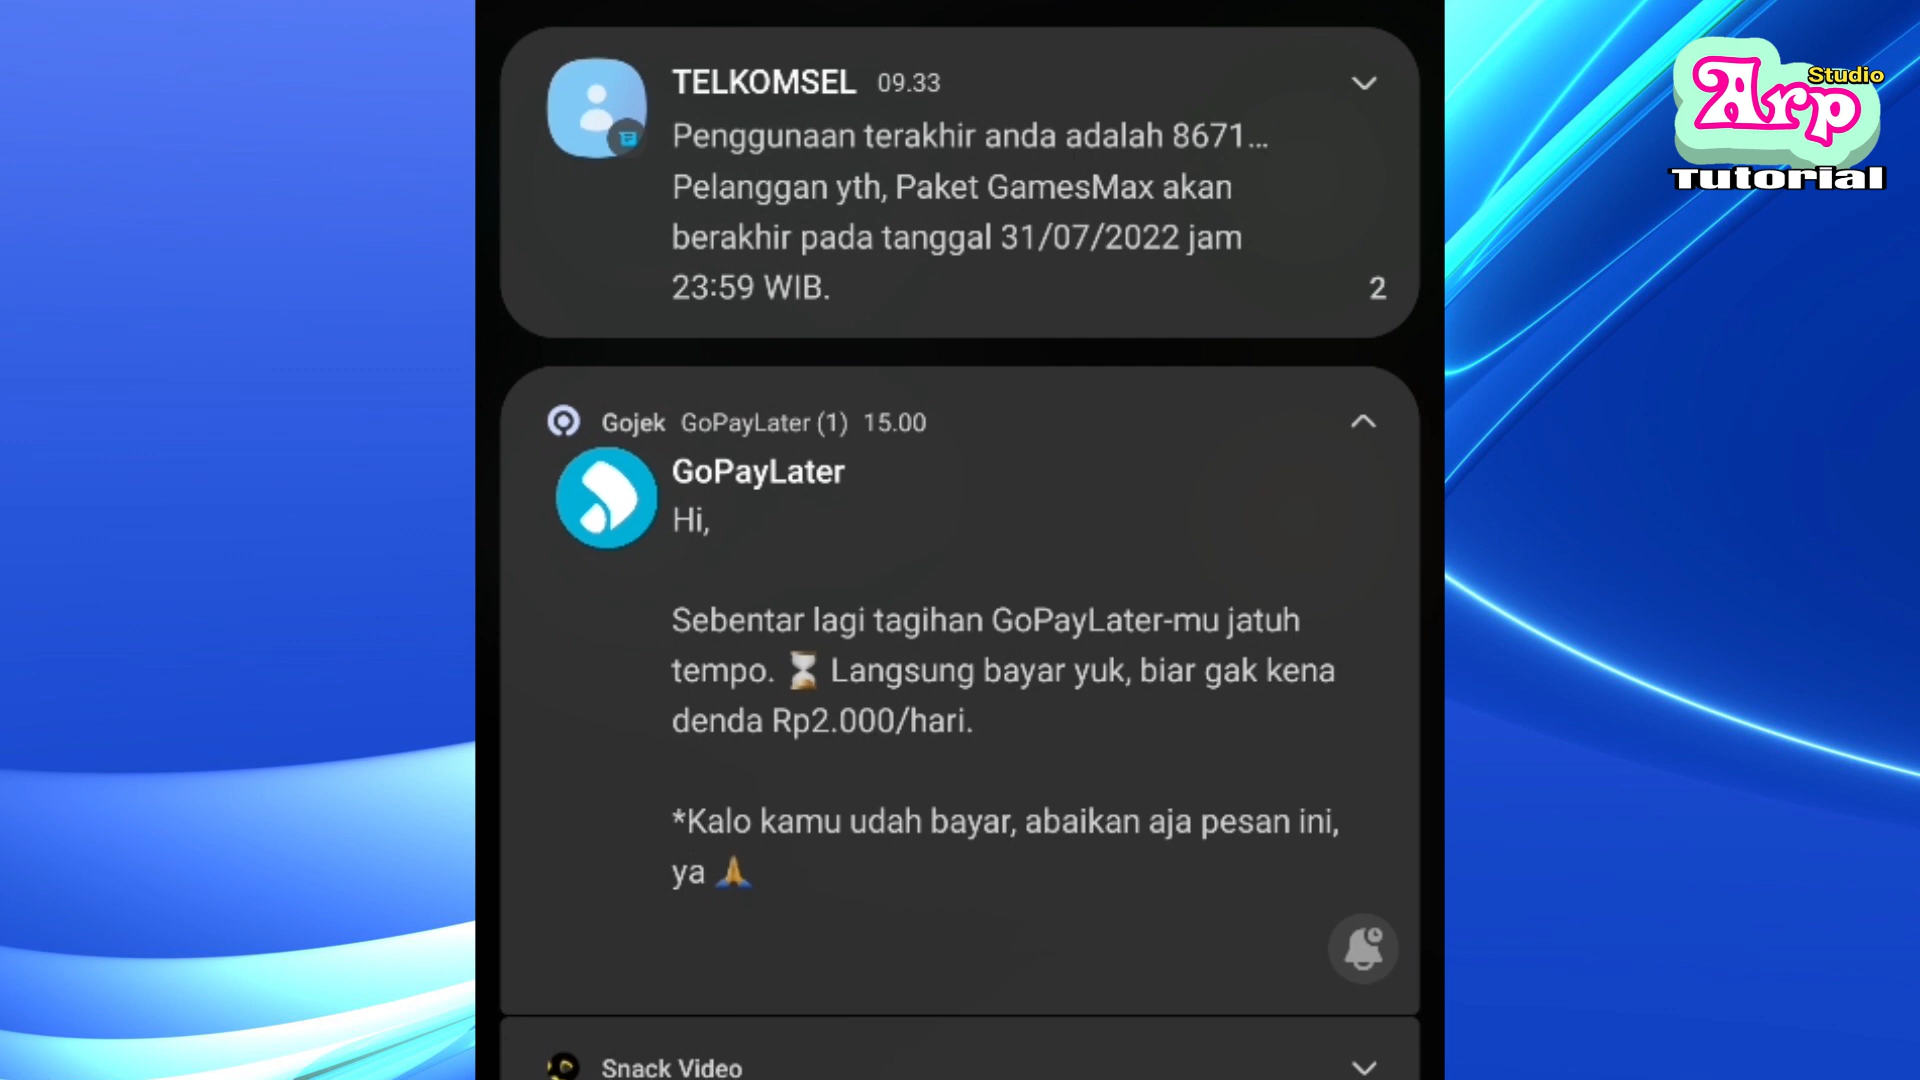 TELKOMSEL 09.33
Penggunaan terakhir anda adalah 8671...
Pelanggan yth, Paket GamesMax akan
berakhir pada tanggal 31/07/2022 jam
23:59 WIB.
2
Gojek GoPayLater (1) 15.00
GoPayLater
Hi,
Sebentar lagi tagihan GoPayLater-mu jatuh
tempo. ⏳ Langsung bayar yuk, biar gak kena
denda Rp2.000/hari.
*Kalo kamu udah bayar, abaikan aja pesan ini,
ya 🙏
Snack Video
Studio
Arp
Tutorial